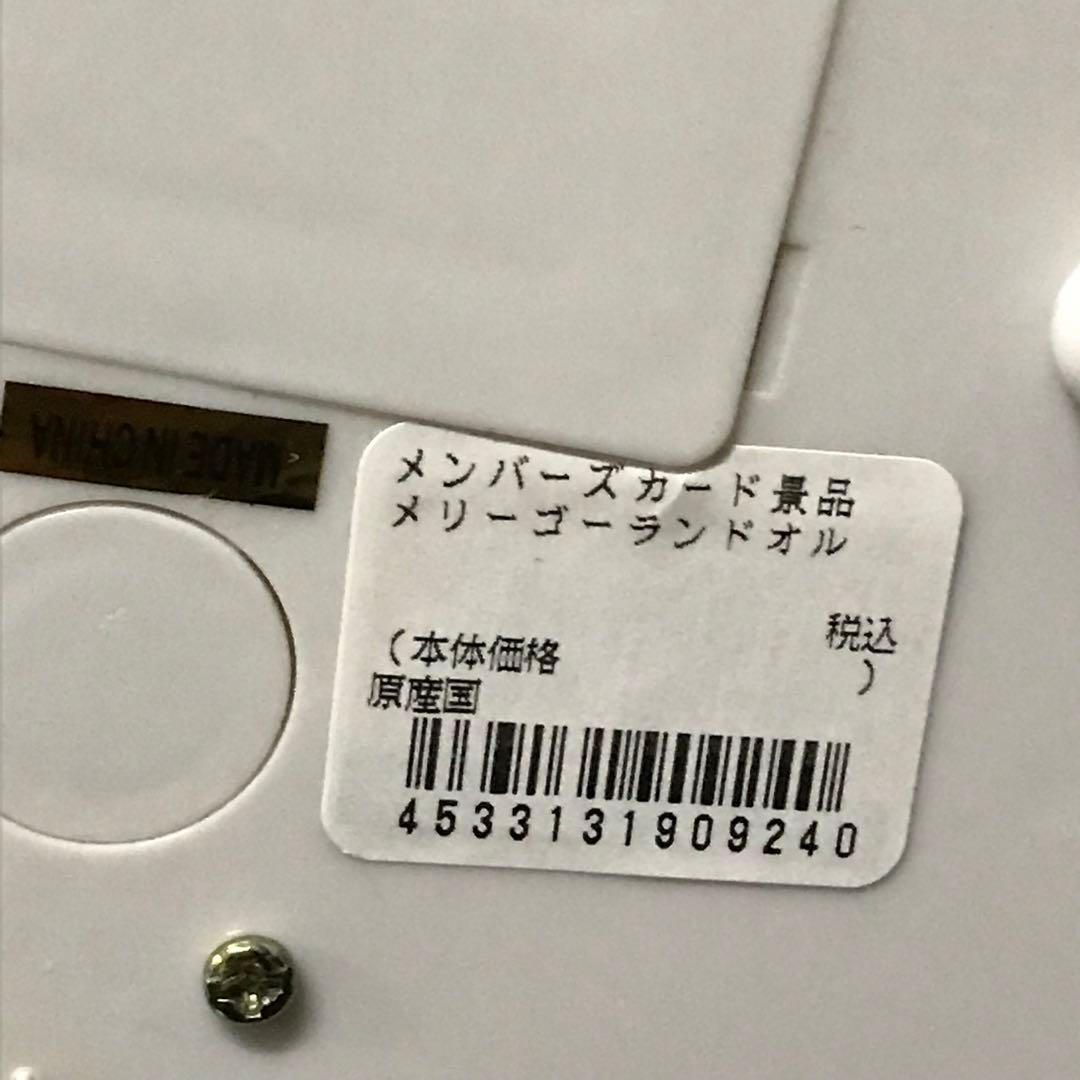 MADE IN CHINA
メンバーズカード景品
メリーゴーランドオル
税込
(本体価格 )
原産国
4533131909240